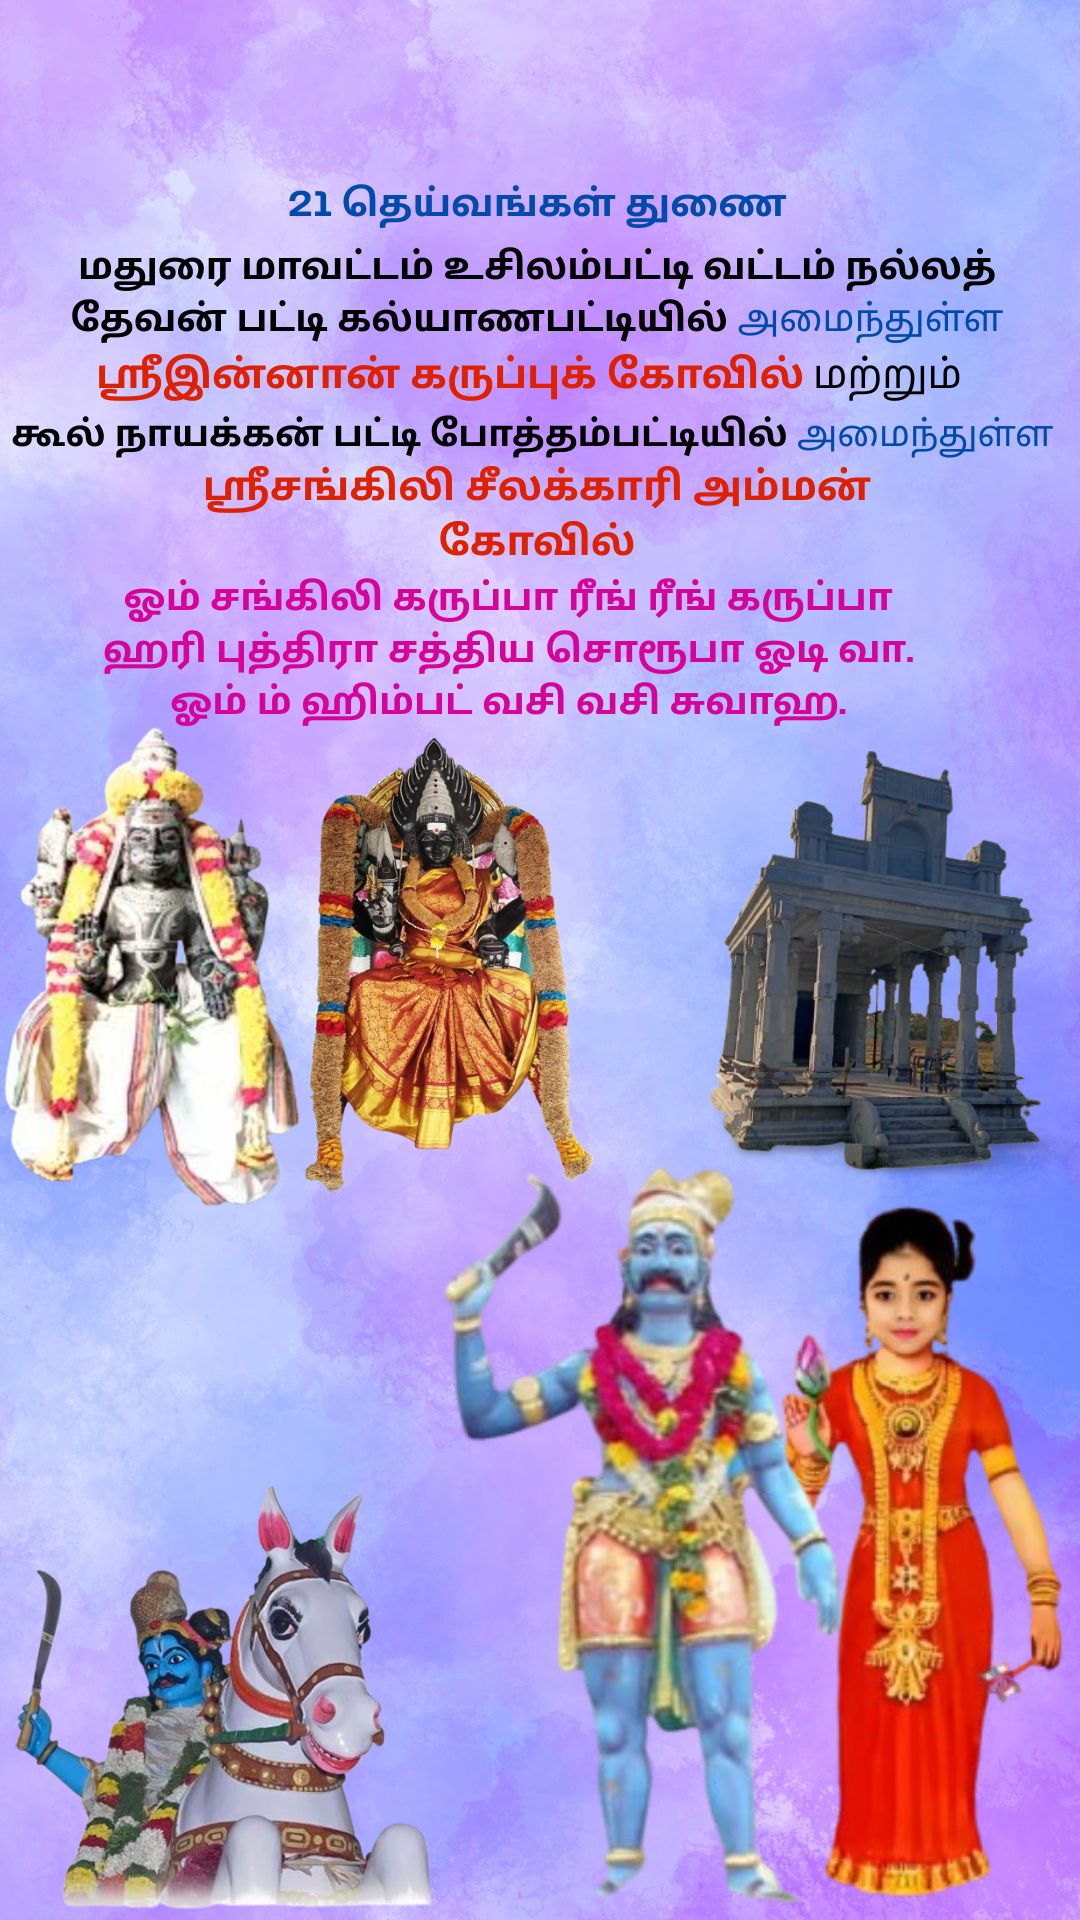 21 தெய்வங்கள் துணை
மதுரை மாவட்டம் உசிலம்பட்டி வட்டம் நல்லத்
தேவன் பட்டி கல்யாணபட்டியில் அமைந்துள்ள
ஸ்ரீஇன்னான் கருப்புக் கோவில் மற்றும்
கூல் நாயக்கன் பட்டி போத்தம்பட்டியில் அமைந்துள்ள
ஸ்ரீசங்கிலி சீலக்காரி அம்மன்
கோவில்
ஓம் சங்கிலி கருப்பா ரீங் ரீங் கருப்பா
ஹரி புத்திரா சத்திய சொரூபா ஓடி வா.
ஓம் ம் ஹிம்பட் வசி வசி சுவாஹ.